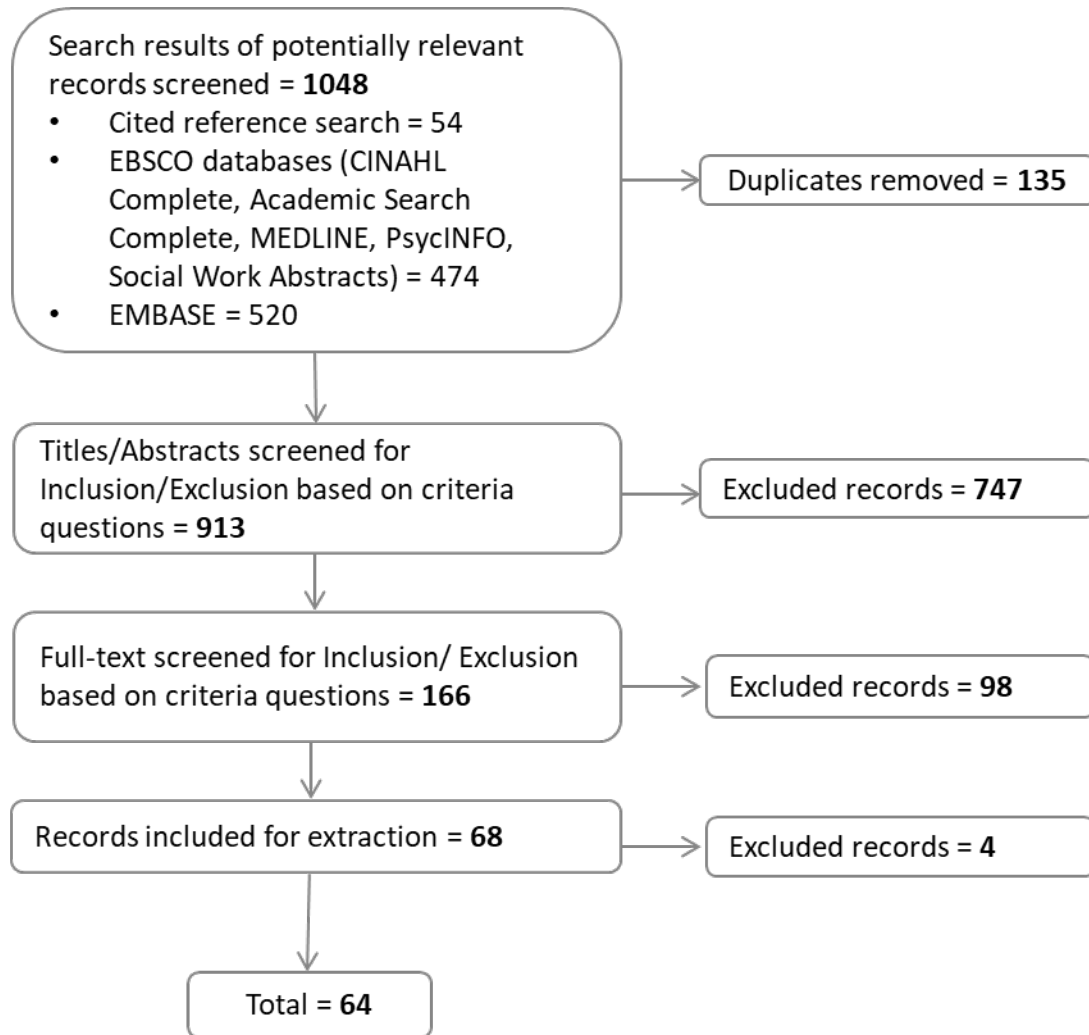 Search results of potentially relevant
records screened = 1048
• Cited reference search = 54
• EBSCO databases (CINAHL
Complete, Academic Search
Complete, MEDLINE, PsycINFO,
Social Work Abstracts) = 474
• EMBASE = 520
Duplicates removed = 135
Titles/Abstracts screened for
Inclusion/Exclusion based on criteria
questions = 913
Excluded records = 747
Full-text screened for Inclusion/ Exclusion
based on criteria questions = 166
Excluded records = 98
Records included for extraction = 68
Excluded records = 4
Total = 64